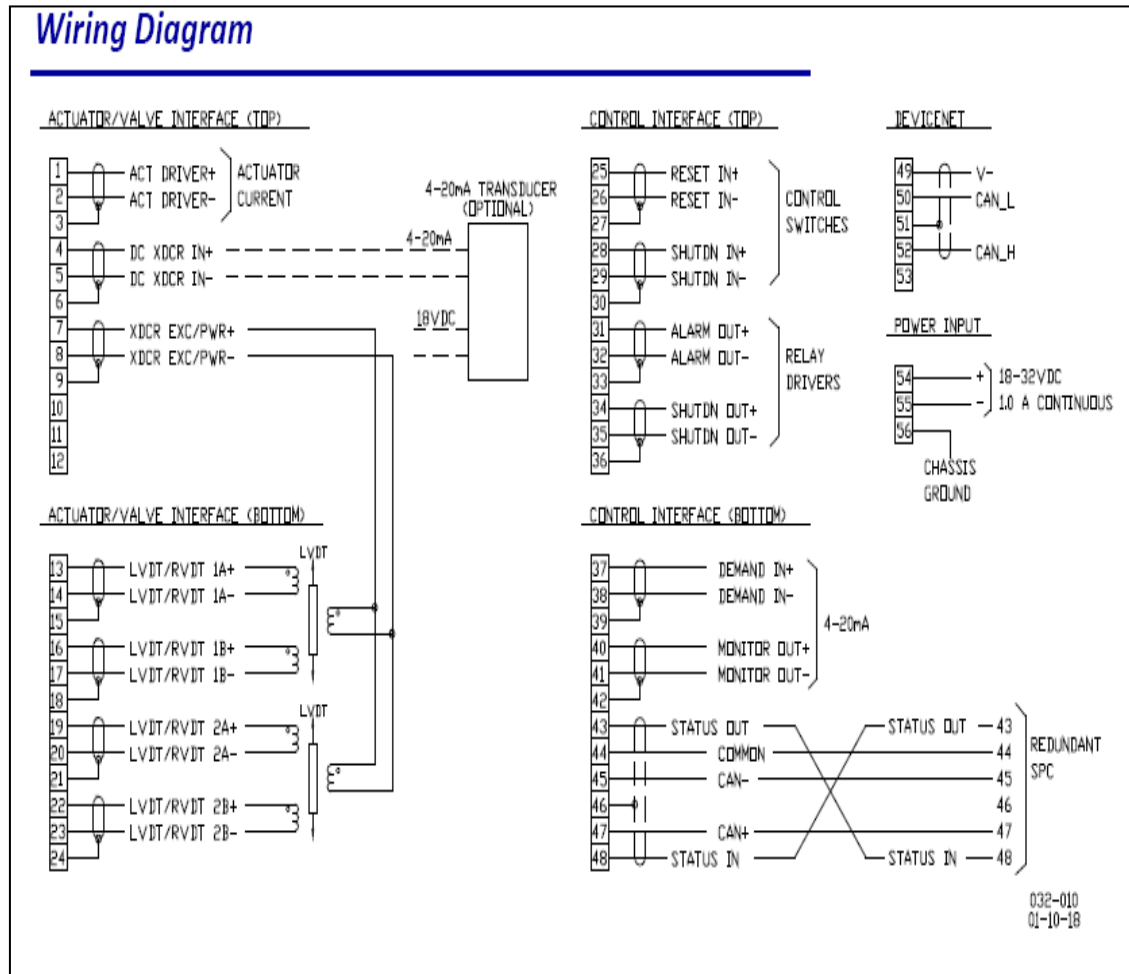 Wiring Diagram
ACTUATOR/VALVE INTERFACE (TOP)
1 ACT DRIVER+
2 ACT DRIVER-
3
ACTUATOR
CURRENT
4 DC XDCR IN+
5 DC XDCR IN-
6
7 XDCR EXC/PWR+
8 XDCR EXC/PWR-
9
10
11
12
4-20mA TRANSDUCER
(OPTIONAL)
4-20mA
18VDC
ACTUATOR/VALVE INTERFACE (BOTTOM)
13 LVDT/RVDT 1A+
14 LVDT/RVDT 1A-
15
16 LVDT/RVDT 1B+
17 LVDT/RVDT 1B-
18
LVDT
19 LVDT/RVDT 2A+
20 LVDT/RVDT 2A-
21
22 LVDT/RVDT 2B+
23 LVDT/RVDT 2B-
24
LVDT
CONTROL INTERFACE (TOP)
25 RESET IN+
26 RESET IN-
27
28 SHUTDN IN+
29 SHUTDN IN-
30
CONTROL
SWITCHES
31 ALARM OUT+
32 ALARM OUT-
33
34 SHUTDN OUT+
35 SHUTDN OUT-
36
RELAY
DRIVERS
CONTROL INTERFACE (BOTTOM)
37 DEMAND IN+
38 DEMAND IN-
39
40 MONITOR OUT+
41 MONITOR OUT-
42
4-20mA
43 STATUS OUT STATUS OUT 43
44 COMMON 44
45 CAN- 45
46 46
47 CAN+ 47
48 STATUS IN STATUS IN 48
REDUNDANT
SPC
DEVICENET
49 V-
50 CAN_L
51
52 CAN_H
53
POWER INPUT
54 +
55 -
56
18-32VDC
1.0 A CONTINUOUS
CHASSIS
GROUND
032-010
01-10-18